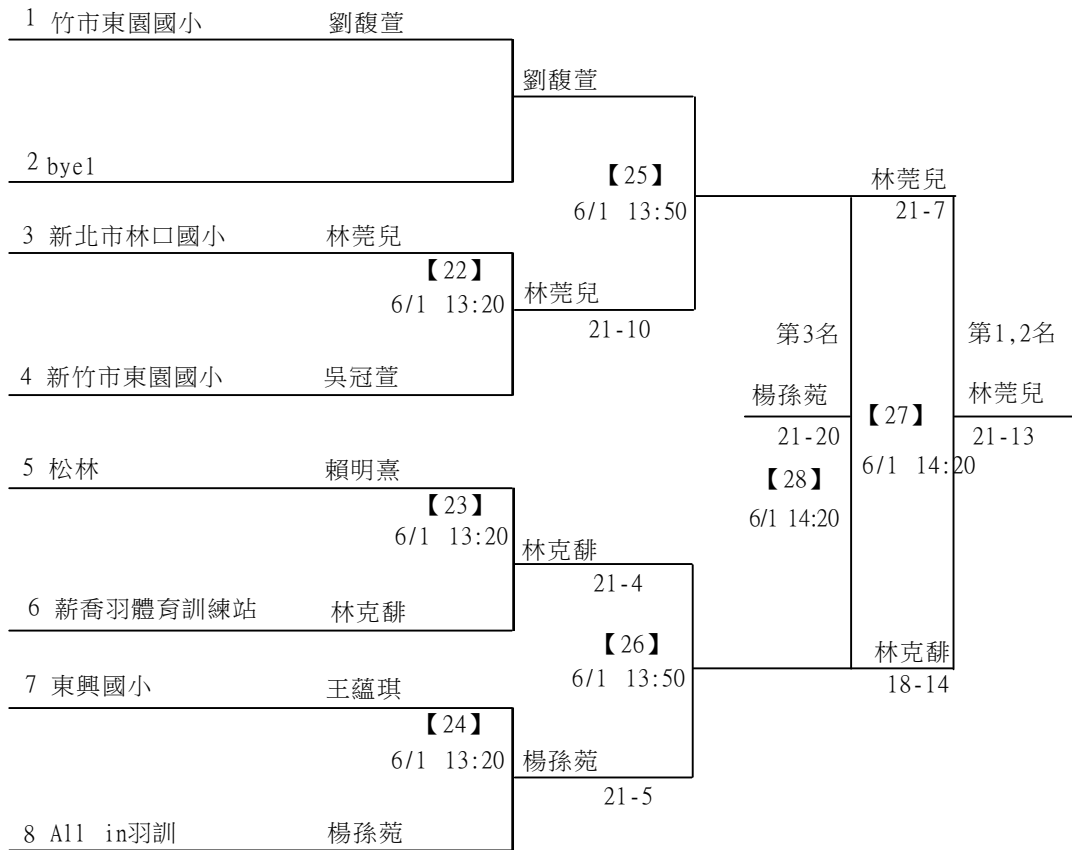 1 竹市東園國小 劉馥萱
劉馥萱
2 bye1
【25】
6/1 13:50
林莞兒
21-7
3 新北市林口國小 林莞兒
【22】
6/1 13:20
林莞兒
21-10
第3名
第1,2名
4 新竹市東園國小 吳冠萱
楊孫菀
21-20
【27】
6/1 14:20
林莞兒
21-13
5 松林 賴明熹
【28】
6/1 14:20
【23】
6/1 13:20
林克馡
21-4
6 薪喬羽體育訓練站 林克馡
【26】
6/1 13:50
林克馡
18-14
7 東興國小 王蘊琪
【24】
6/1 13:20
楊孫菀
21-5
8 All in羽訓 楊孫菀